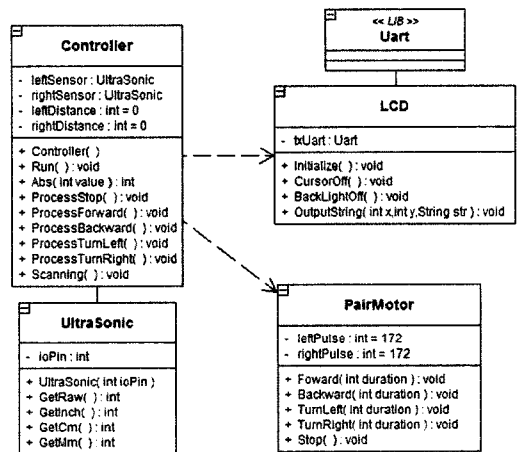 Controller
- leftSensor : UltraSonic
- rightSensor : UltraSonic
- leftDistance : int = 0
- rightDistance : int = 0
+ Controller( )
+ Run( ) : void
+ Abs( int value ) : int
+ ProcessStop( ) : void
+ ProcessForward( ) : void
+ ProcessBackward( ) : void
+ ProcessTurnLeft( ) : void
+ ProcessTurnRight( ) : void
+ Scanning( ) : void
<< LIB >>
Uart
LCD
- txUart : Uart
+ Initialize( ) : void
+ CursorOff( ) : void
+ BackLightOff( ) : void
+ OutputString( int x,int y,String str ) : void
UltraSonic
- ioPin : int
+ UltraSonic( int ioPin )
+ GetRaw( ) : int
+ GetInch( ) : int
+ GetCm( ) : int
+ GetMm( ) : int
PairMotor
- leftPulse : int = 172
- rightPulse : int = 172
+ Foward( int duration ) : void
+ Backward( int duration ) : void
+ TurnLeft( int duration ) : void
+ TurnRight( int duration ) : void
+ Stop( ) : void